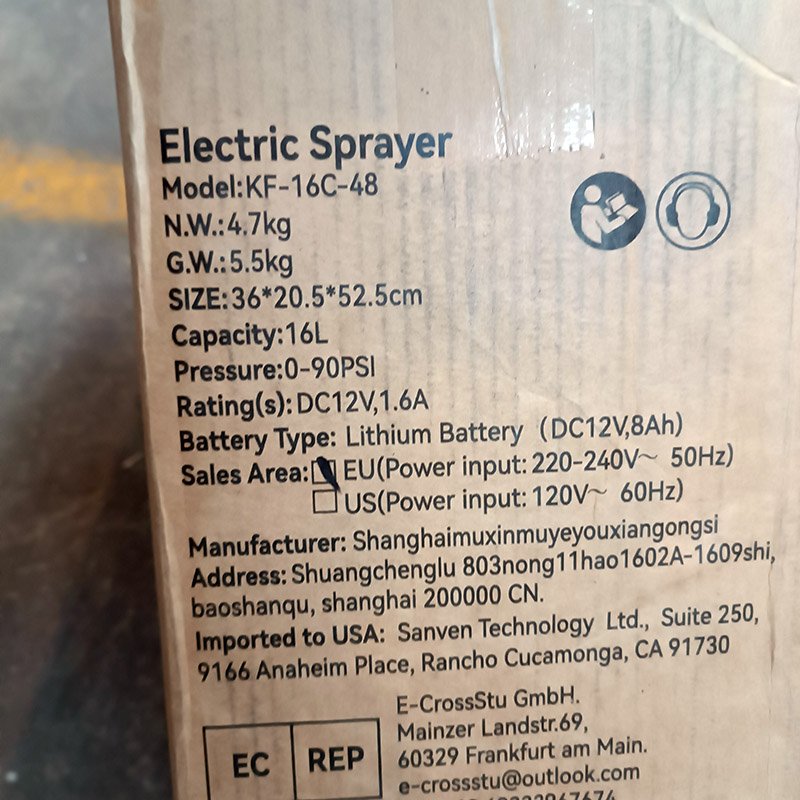 Electric Sprayer
Model:KF-16C-48
N.W.:4.7kg
G.W.:5.5kg
SIZE:36*20.5*52.5cm
Capacity:16L
Pressure:0-90PSI
Rating(s):DC12V,1.6A
Battery Type: Lithium Battery (DC12V,8Ah)
Sales Area: EU(Power input: 220-240V~ 50Hz)
US(Power input: 120V~ 60Hz)
Manufacturer: Shanghaimuxinmuyeyouxiangongsi
Address: Shuangchenglu 803nong11hao1602A-1609shi,
baoshanqu, shanghai 200000 CN.
Imported to USA: Sanven Technology Ltd., Suite 250,
9166 Anaheim Place, Rancho Cucamonga, CA 91730
EC REP
E-CrossStu GmbH.
Mainzer Landstr.69,
60329 Frankfurt am Main.
e-crossstu@outlook.com